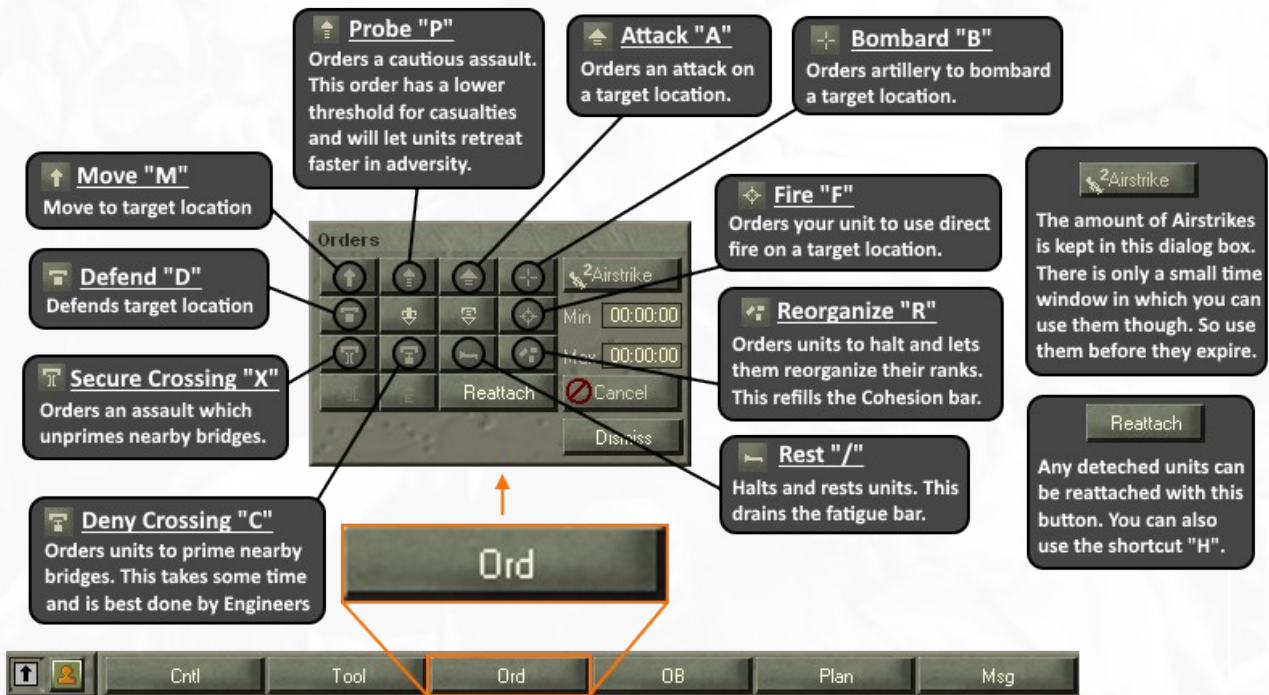 Probe "P"
Orders a cautious assault.
This order has a lower
threshold for casualties
and will let units retreat
faster in adversity.
Attack "A"
Orders an attack on
a target location.
Bombard "B"
Orders artillery to bombard
a target location.
Move "M"
Move to target location
Defend "D"
Defends target location
Secure Crossing "X"
Orders an assault which
unprimes nearby bridges.
Deny Crossing "C"
Orders units to prime nearby
bridges. This takes some time
and is best done by Engineers
Orders
2 Airstrike
Min 00:00:00
Max 00:00:00
Reattach
Cancel
Dismiss
Fire "F"
Orders your unit to use direct
fire on a target location.
Reorganize "R"
Orders units to halt and lets
them reorganize their ranks.
This refills the Cohesion bar.
Rest "/"
Halts and rests units. This
drains the fatigue bar.
2 Airstrike
The amount of Airstrikes
is kept in this dialog box.
There is only a small time
window in which you can
use them though. So use
them before they expire.
Reattach
Any deteched units can
be reattached with this
button. You can also
use the shortcut "H".
Ord
Cntl
Tool
Ord
OB
Plan
Msg